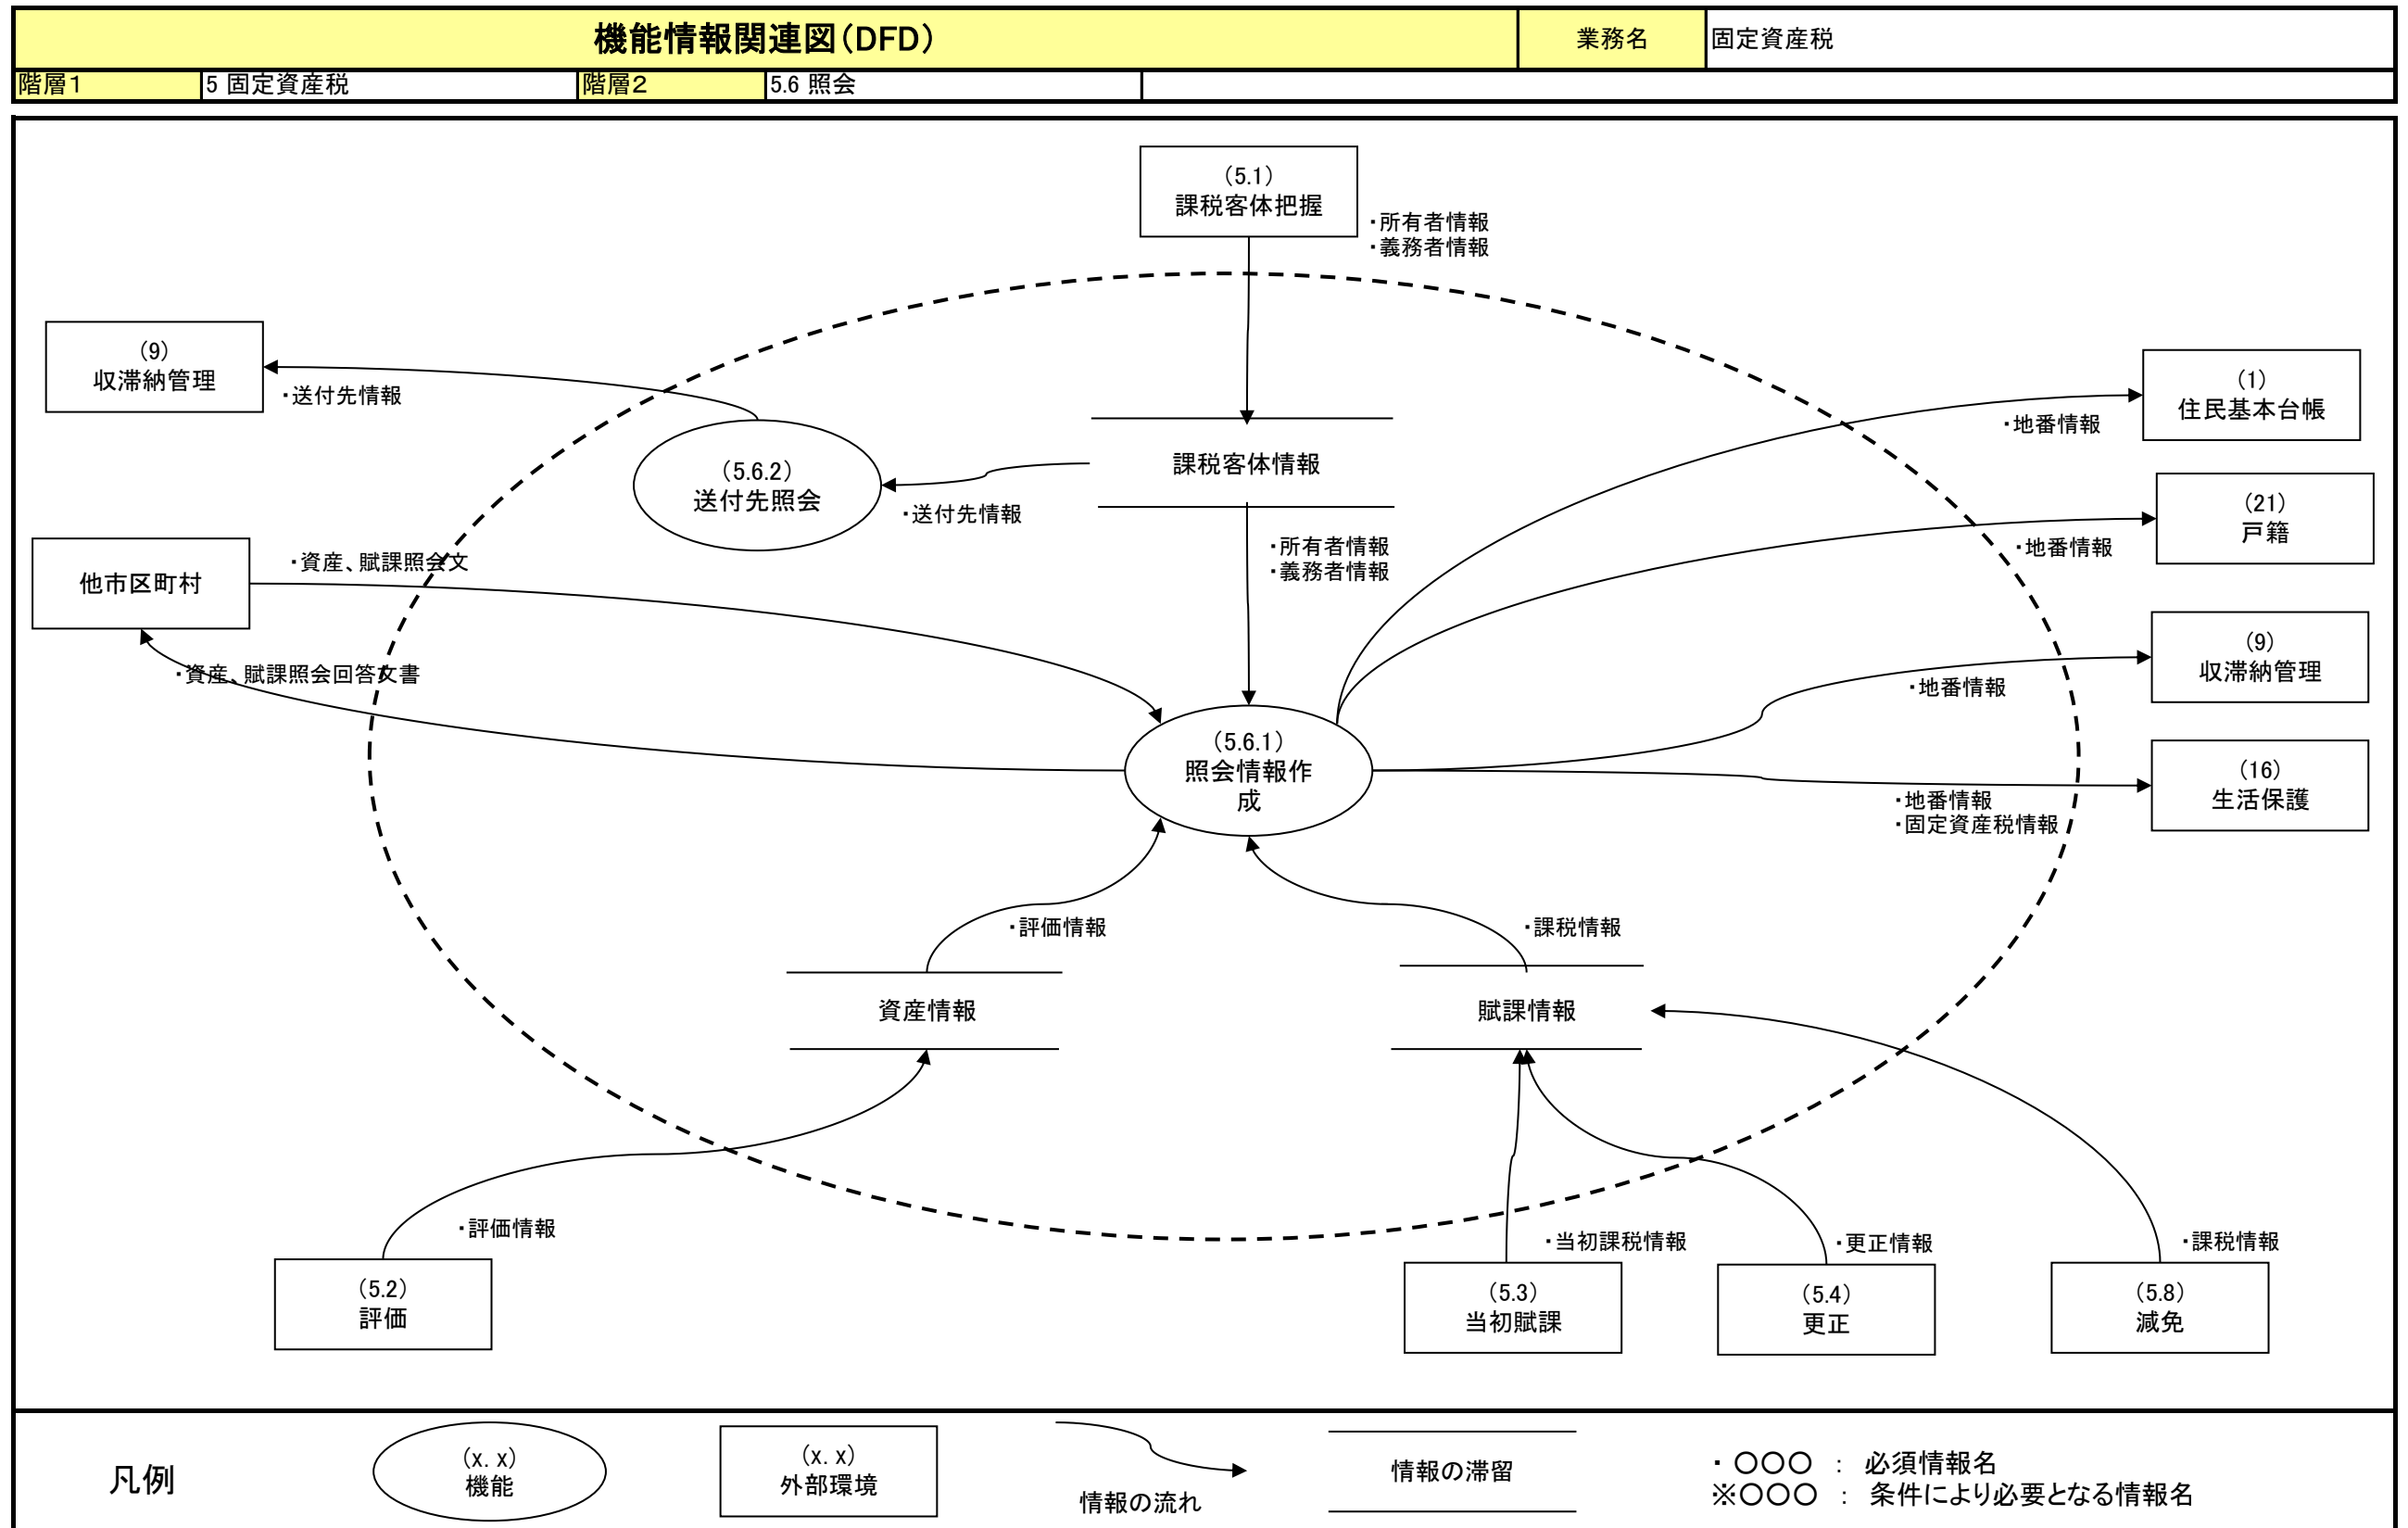 機能情報関連図（DFD）
業務名
固定資産税
階層１
5 固定資産税
階層２
5.6 照会
（5.1）
課税客体把握
・所有者情報
・義務者情報
（9）
収滞納管理
・送付先情報
（1）
住民基本台帳
・地番情報
（5.6.2）
送付先照会
課税客体情報
・送付先情報
（21）
戸籍
・地番情報
他市区町村
・資産、賦課照会文
・所有者情報
・義務者情報
・資産、賦課照会回答文書
（9）
収滞納管理
・地番情報
（5.6.1）
照会情報作
成
（16）
生活保護
・地番情報
・固定資産税情報
・評価情報
・課税情報
資産情報
賦課情報
・評価情報
・当初課税情報
・更正情報
・課税情報
（5.2）
評価
（5.3）
当初賦課
（5.4）
更正
（5.8）
減免
凡例
（x. x）
機能
（x. x）
外部環境
情報の流れ
情報の滞留
・ 〇〇〇 ： 必須情報名
※〇〇〇 ： 条件により必要となる情報名